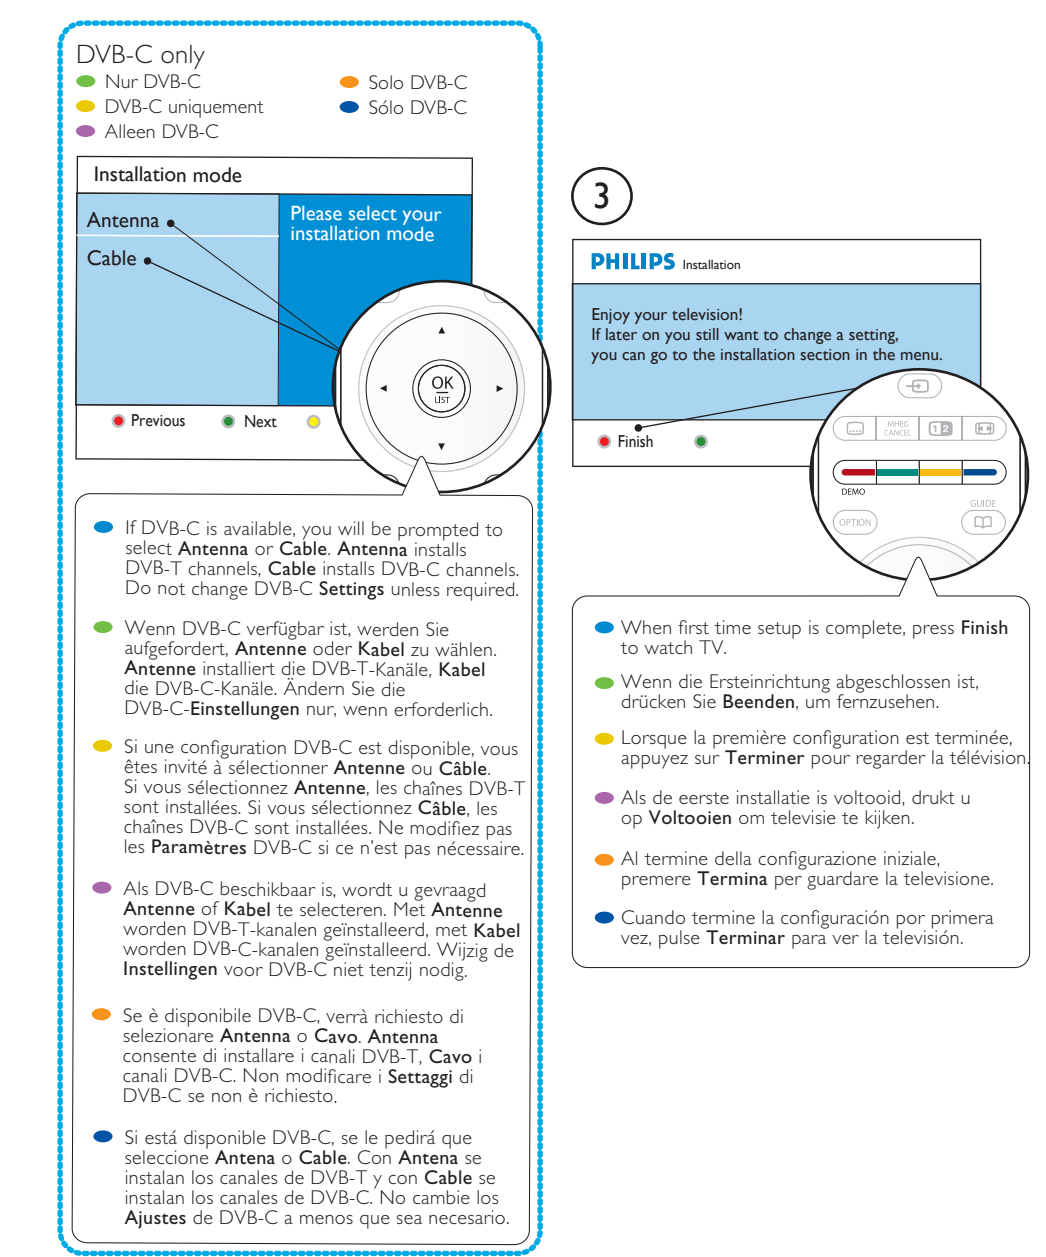 DVB-C only
Nur DVB-C
DVB-C uniquement
Alleen DVB-C
Solo DVB-C
Sólo DVB-C
Installation mode
Antenna
Cable
Please select your
installation mode
OK
LIST
Previous
Next
If DVB-C is available, you will be prompted to
select Antenna or Cable. Antenna installs
DVB-T channels, Cable installs DVB-C channels.
Do not change DVB-C Settings unless required.
Wenn DVB-C verfügbar ist, werden Sie
aufgefordert, Antenne oder Kabel zu wählen.
Antenne installiert die DVB-T-Kanäle, Kabel
die DVB-C-Kanäle. Ändern Sie die
DVB-C-Einstellungen nur, wenn erforderlich.
Si une configuration DVB-C est disponible, vous
êtes invité à sélectionner Antenne ou Câble.
Si vous sélectionnez Antenne, les chaînes DVB-T
sont installées. Si vous sélectionnez Câble, les
chaînes DVB-C sont installées. Ne modifiez pas
les Paramètres DVB-C si ce n'est pas nécessaire.
Als DVB-C beschikbaar is, wordt u gevraagd
Antenne of Kabel te selecteren. Met Antenne
worden DVB-T-kanalen geïnstalleerd, met Kabel
worden DVB-C-kanalen geïnstalleerd. Wijzig de
Instellingen voor DVB-C niet tenzij nodig.
Se è disponibile DVB-C, verrà richiesto di
selezionare Antenna o Cavo. Antenna
consente di installare i canali DVB-T, Cavo i
canali DVB-C. Non modificare i Settaggi di
DVB-C se non è richiesto.
Si está disponible DVB-C, se le pedirá que
seleccione Antena o Cable. Con Antena se
instalan los canales de DVB-T y con Cable se
instalan los canales de DVB-C. No cambie los
Ajustes de DVB-C a menos que sea necesario.
3
PHILIPS Installation
Enjoy your television!
If later on you still want to change a setting,
you can go to the installation section in the menu.
Finish
MHEG
CANCEL
1 2
DEMO
GUIDE
OPTION
When first time setup is complete, press Finish
to watch TV.
Wenn die Ersteinrichtung abgeschlossen ist,
drücken Sie Beenden, um fernzusehen.
Lorsque la première configuration est terminée,
appuyez sur Terminer pour regarder la télévision.
Als de eerste installatie is voltooid, drukt u
op Voltooien om televisie te kijken.
Al termine della configurazione iniziale,
premere Termina per guardare la televisione.
Cuando termine la configuración por primera
vez, pulse Terminar para ver la televisión.